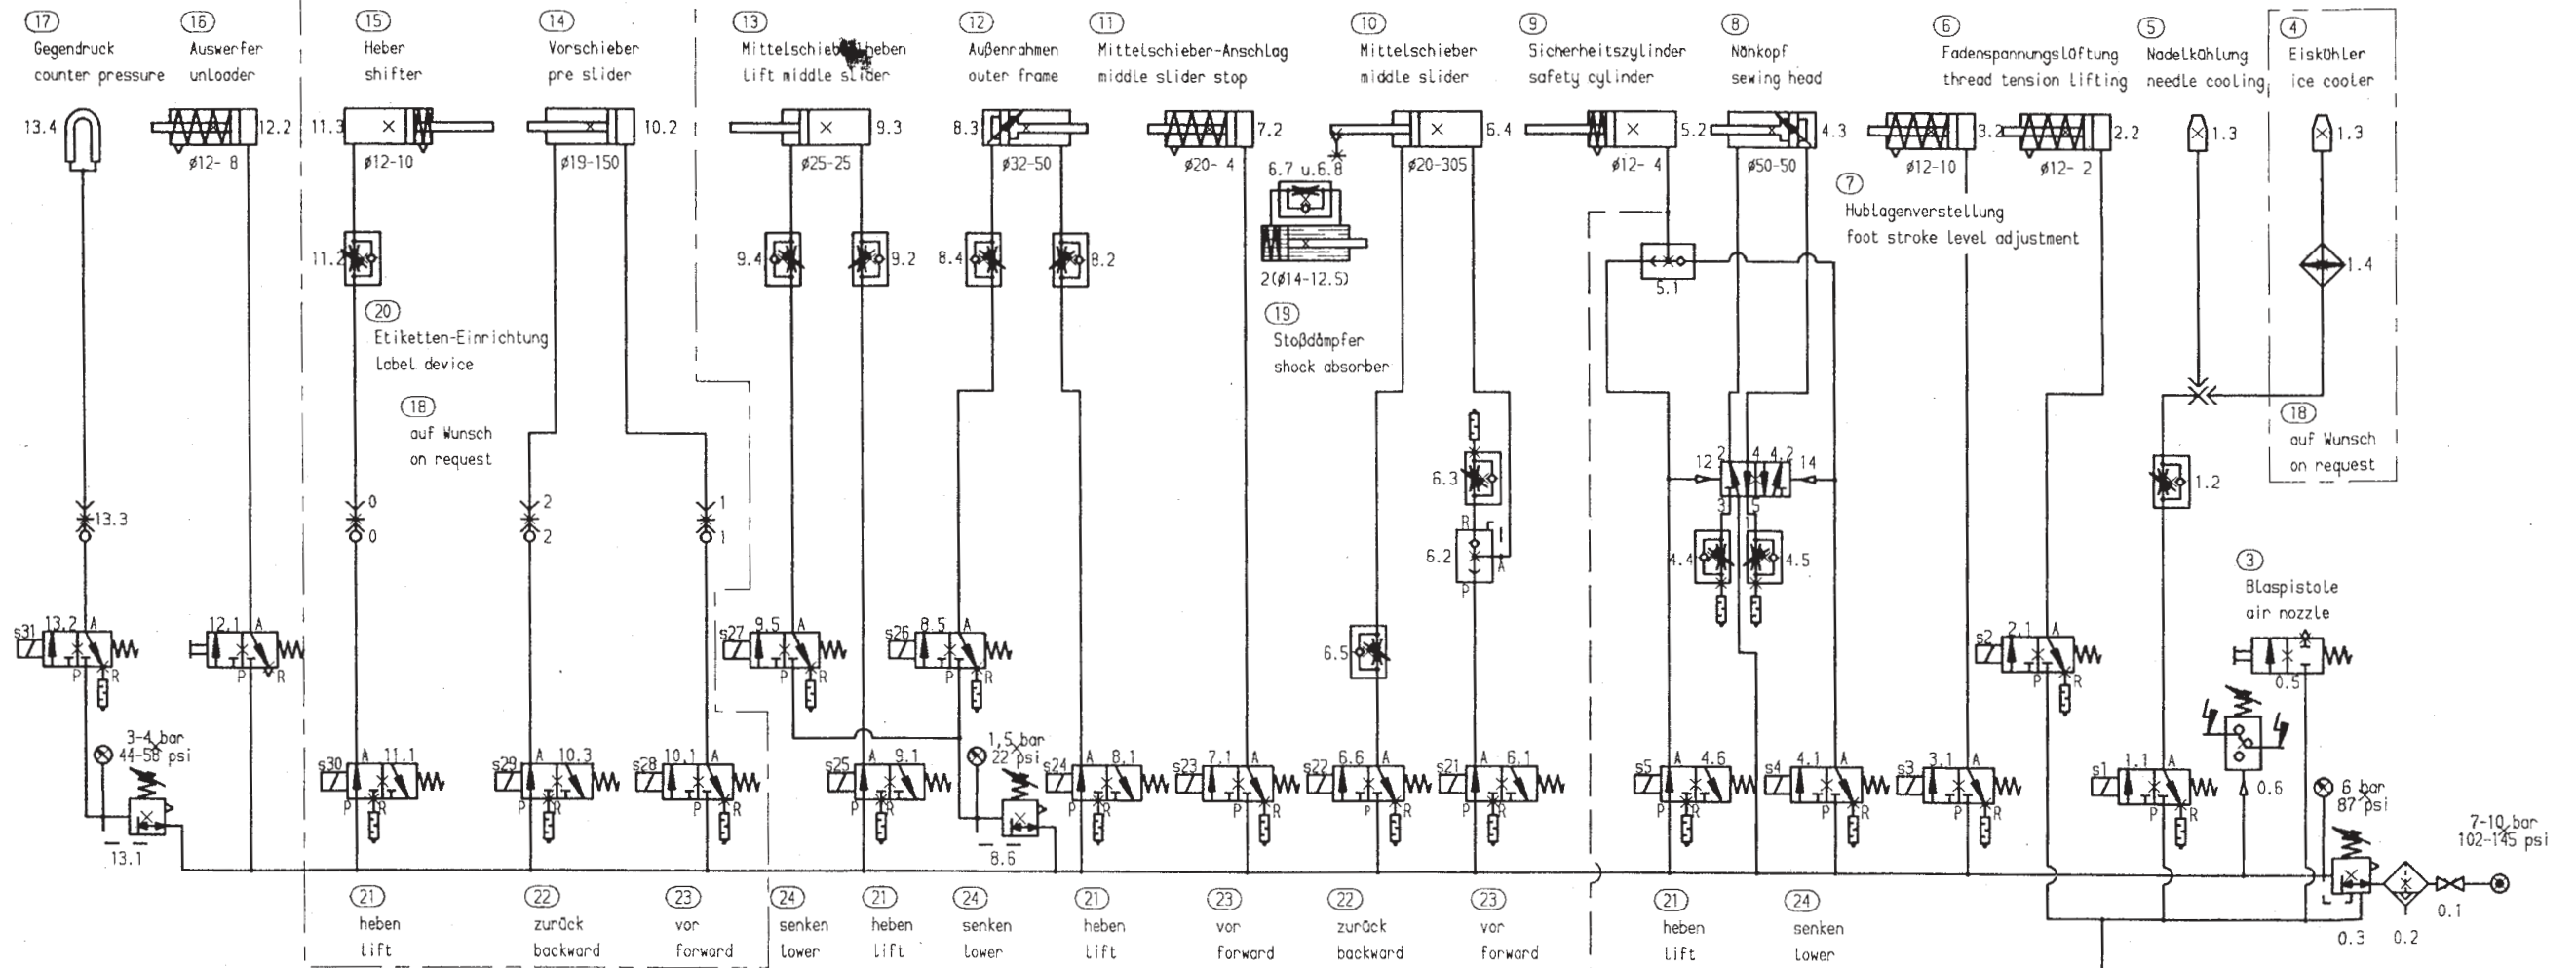 17
Gegendruck
counter pressure
16
Auswerfer
unloader
15
Heber
shifter
14
Vorschieber
pre slider
13
Mittelschieber heben
lift middle slider
12
Außenrahmen
outer frame
11
Mittelschieber-Anschlag
middle slider stop
10
Mittelschieber
middle slider
9
Sicherheitszylinder
safety cylinder
8
Nähkopf
sewing head
6
Fadenspannungslüftung
thread tension lifting
5
Nadelkühlung
needle cooling
4
Eiskühler
ice cooler
13.4
12.2
ø12- 8
11.3
ø12-10
10.2
ø19-150
9.3
ø25-25
8.3
ø32-50
7.2
ø20- 4
6.4
ø20-305
5.2
ø12- 4
4.3
ø50-50
3.2
ø12-10
2.2
ø12- 2
1.3
1.3
6.7 u.6.8
2(ø14-12.5)
19
Stoßdämpfer
shock absorber
7
Hublagenverstellung
foot stroke level adjustment
11.2
9.4
9.2
8.4
8.2
5.1
1.4
20
Etiketten-Einrichtung
label device
18
auf Wunsch
on request
18
auf Wunsch
on request
13.3
0
0
2
2
1
1
6.3
R
6.2
A
P
12
2
4
4.2
14
3
1
5
4.4
4.5
1.2
3
Blaspistole
air nozzle
s31
13.2
A
P
R
12.1
A
P
R
s27
9.5
A
P
R
s26
8.5
A
P
R
6.5
s2
2.1
A
P
R
0.5
3-4 bar
44-58 psi
13.1
s30
A
11.1
P
R
s29
A
10.3
P
R
s28
10.1
A
P
R
s25
A
9.1
P
R
1,5 bar
22 psi
8.6
s24
A
8.1
P
R
s23
7.1
A
P
R
s22
6.6
A
P
R
s21
A
6.1
P
R
s5
A
4.6
P
R
s4
4.1
A
P
R
s3
3.1
A
P
R
s1
1.1
A
P
R
0.6
6 bar
87 psi
7-10 bar
102-145 psi
0.3
0.2
0.1
21
heben
lift
22
zurück
backward
23
vor
forward
24
senken
lower
21
heben
lift
24
senken
lower
21
heben
lift
23
vor
forward
22
zurück
backward
23
vor
forward
21
heben
lift
24
senken
lower